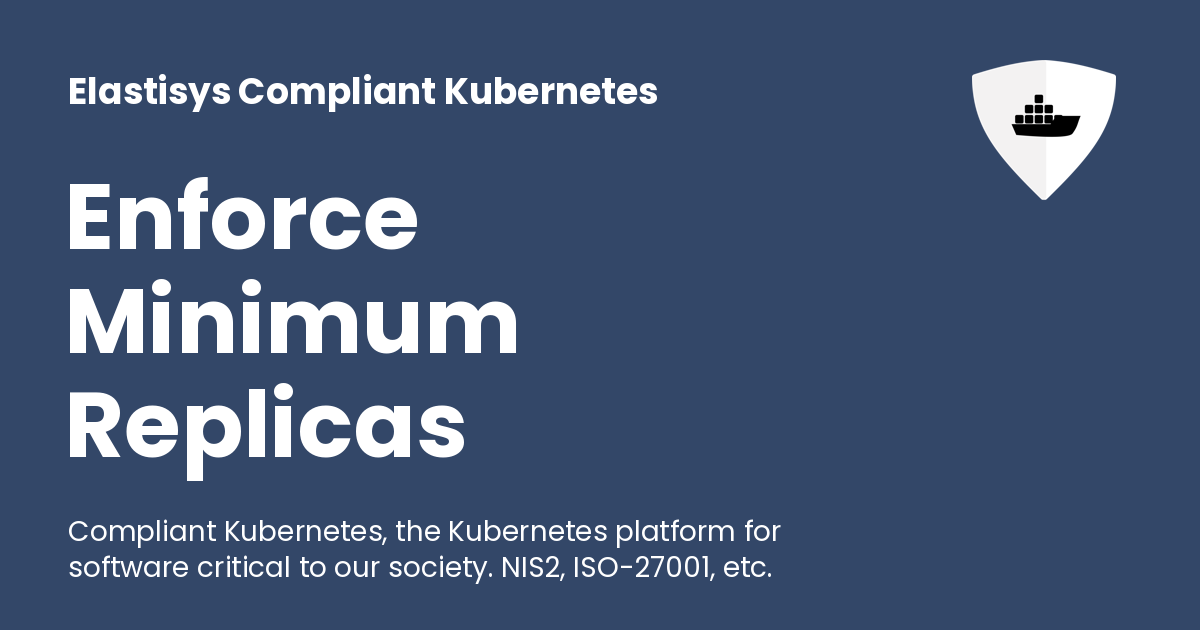 Elastisys Compliant Kubernetes
Enforce
Minimum
Replicas
Compliant Kubernetes, the Kubernetes platform for
software critical to our society. NIS2, ISO-27001, etc.